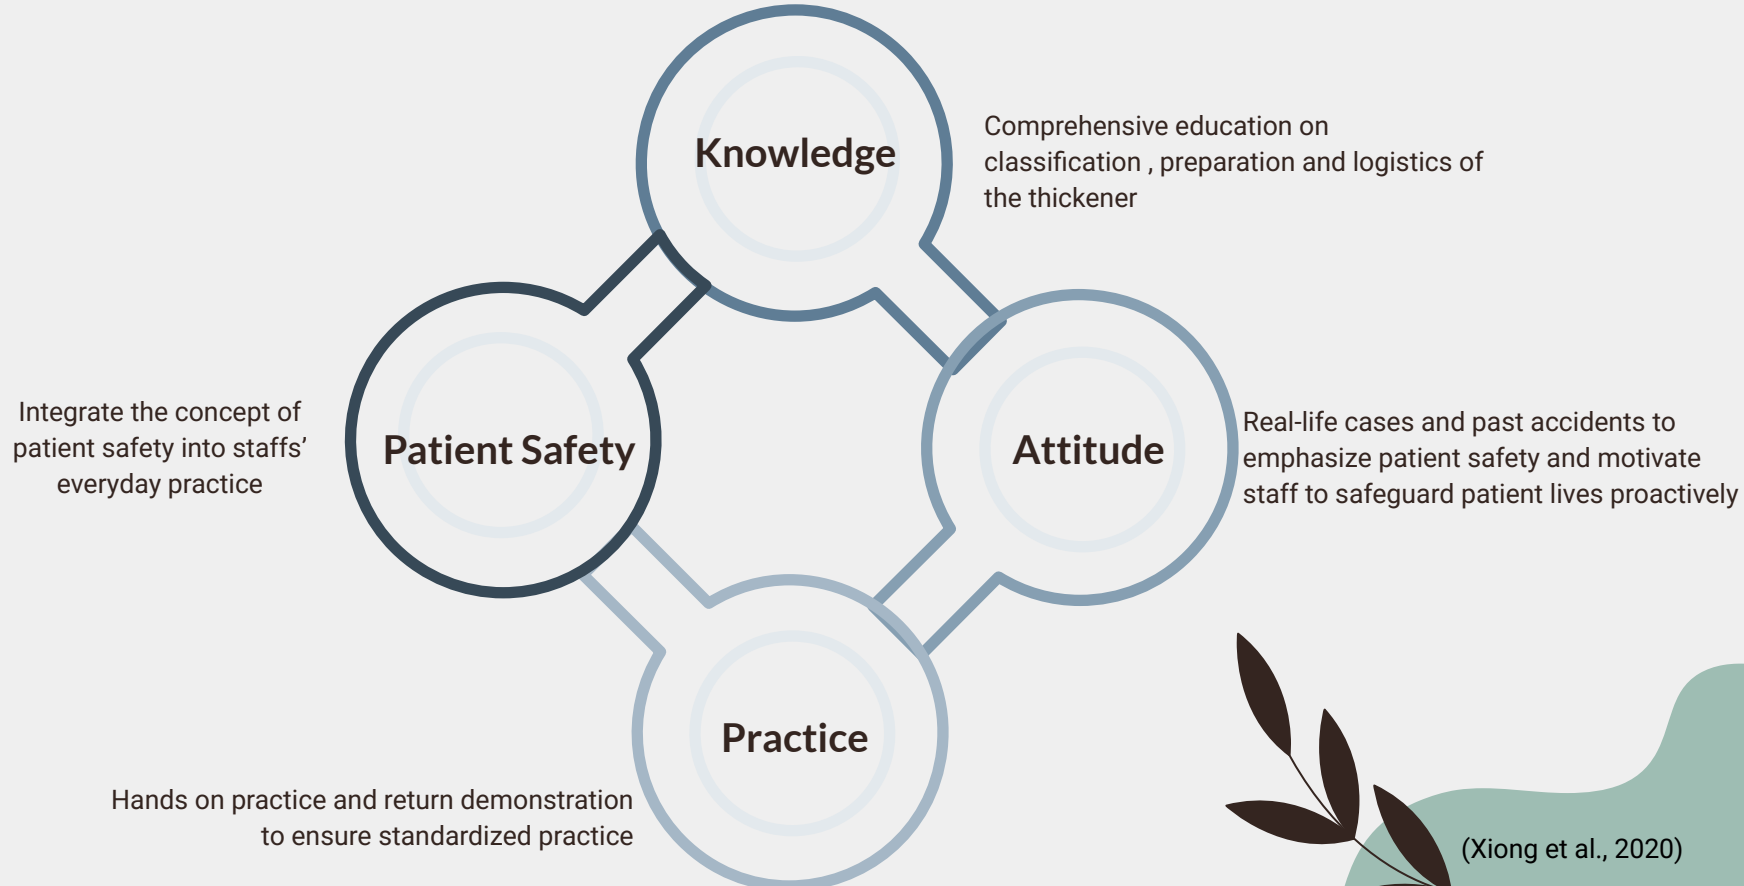 Knowledge
Comprehensive education on
classification , preparation and logistics of
the thickener
Attitude
Real-life cases and past accidents to
emphasize patient safety and motivate
staff to safeguard patient lives proactively
Practice
Hands on practice and return demonstration
to ensure standardized practice
Patient Safety
Integrate the concept of
patient safety into staffs’
everyday practice
(Xiong et al., 2020)